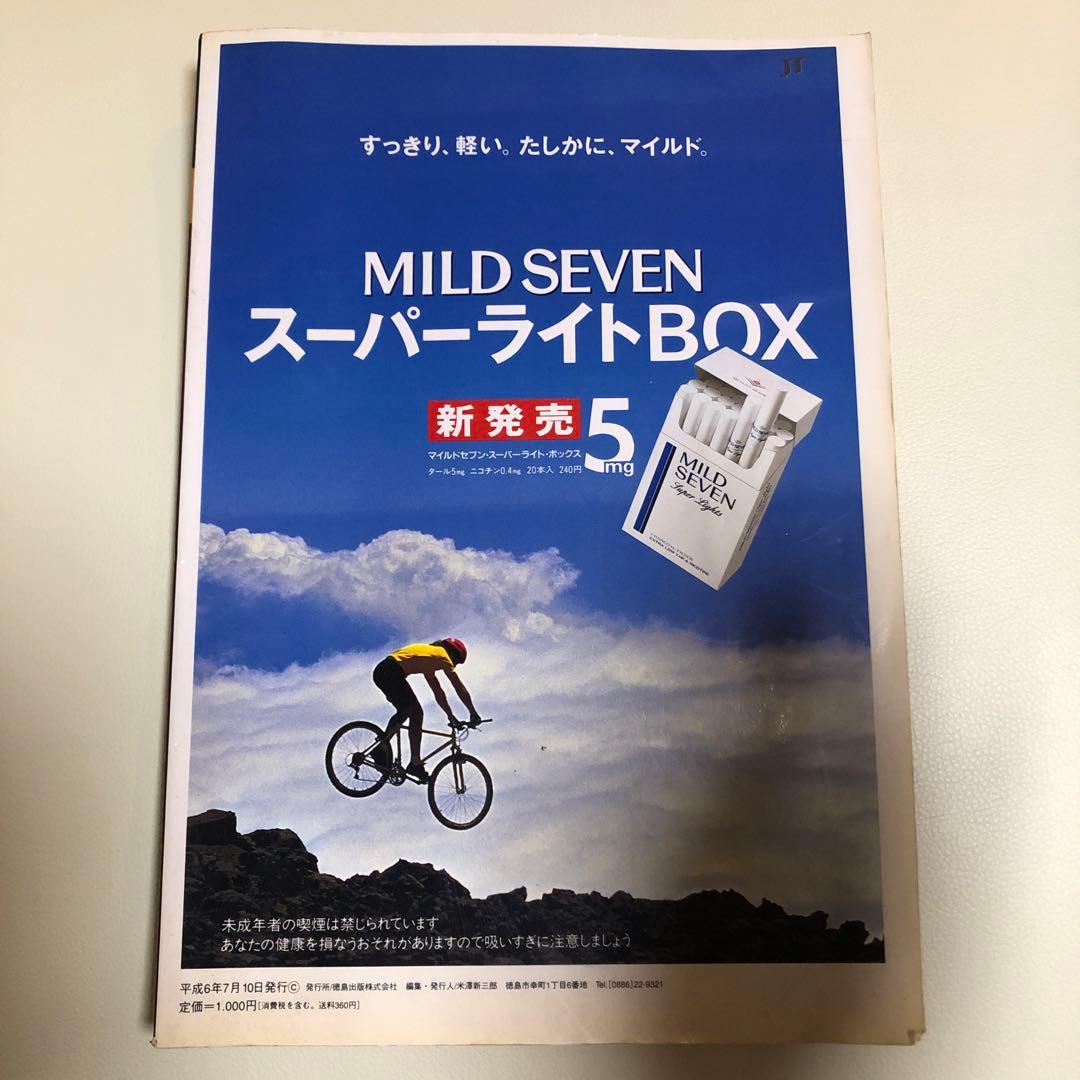 JT
すっきり、軽い。たしかに、マイルド。
MILD SEVEN
スーパーライトBOX
新発売
5mg
マイルドセブン・スーパーライト・ボックス
タール5mg ニコチン0.4mg 20本入 240円
MILD
SEVEN
Super Lights
CHARCOAL FILTER
EXTRA LOW TAR & NICOTINE
未成年者の喫煙は禁じられています
あなたの健康を損なうおそれがありますので吸いすぎに注意しましょう
平成6年7月10日発行© 発行所/徳島出版株式会社 編集・発行人/米澤新三郎 徳島市幸町1丁目6番地 Tel.[0886]22-9321
定価=1,000円[消費税を含む。送料360円]